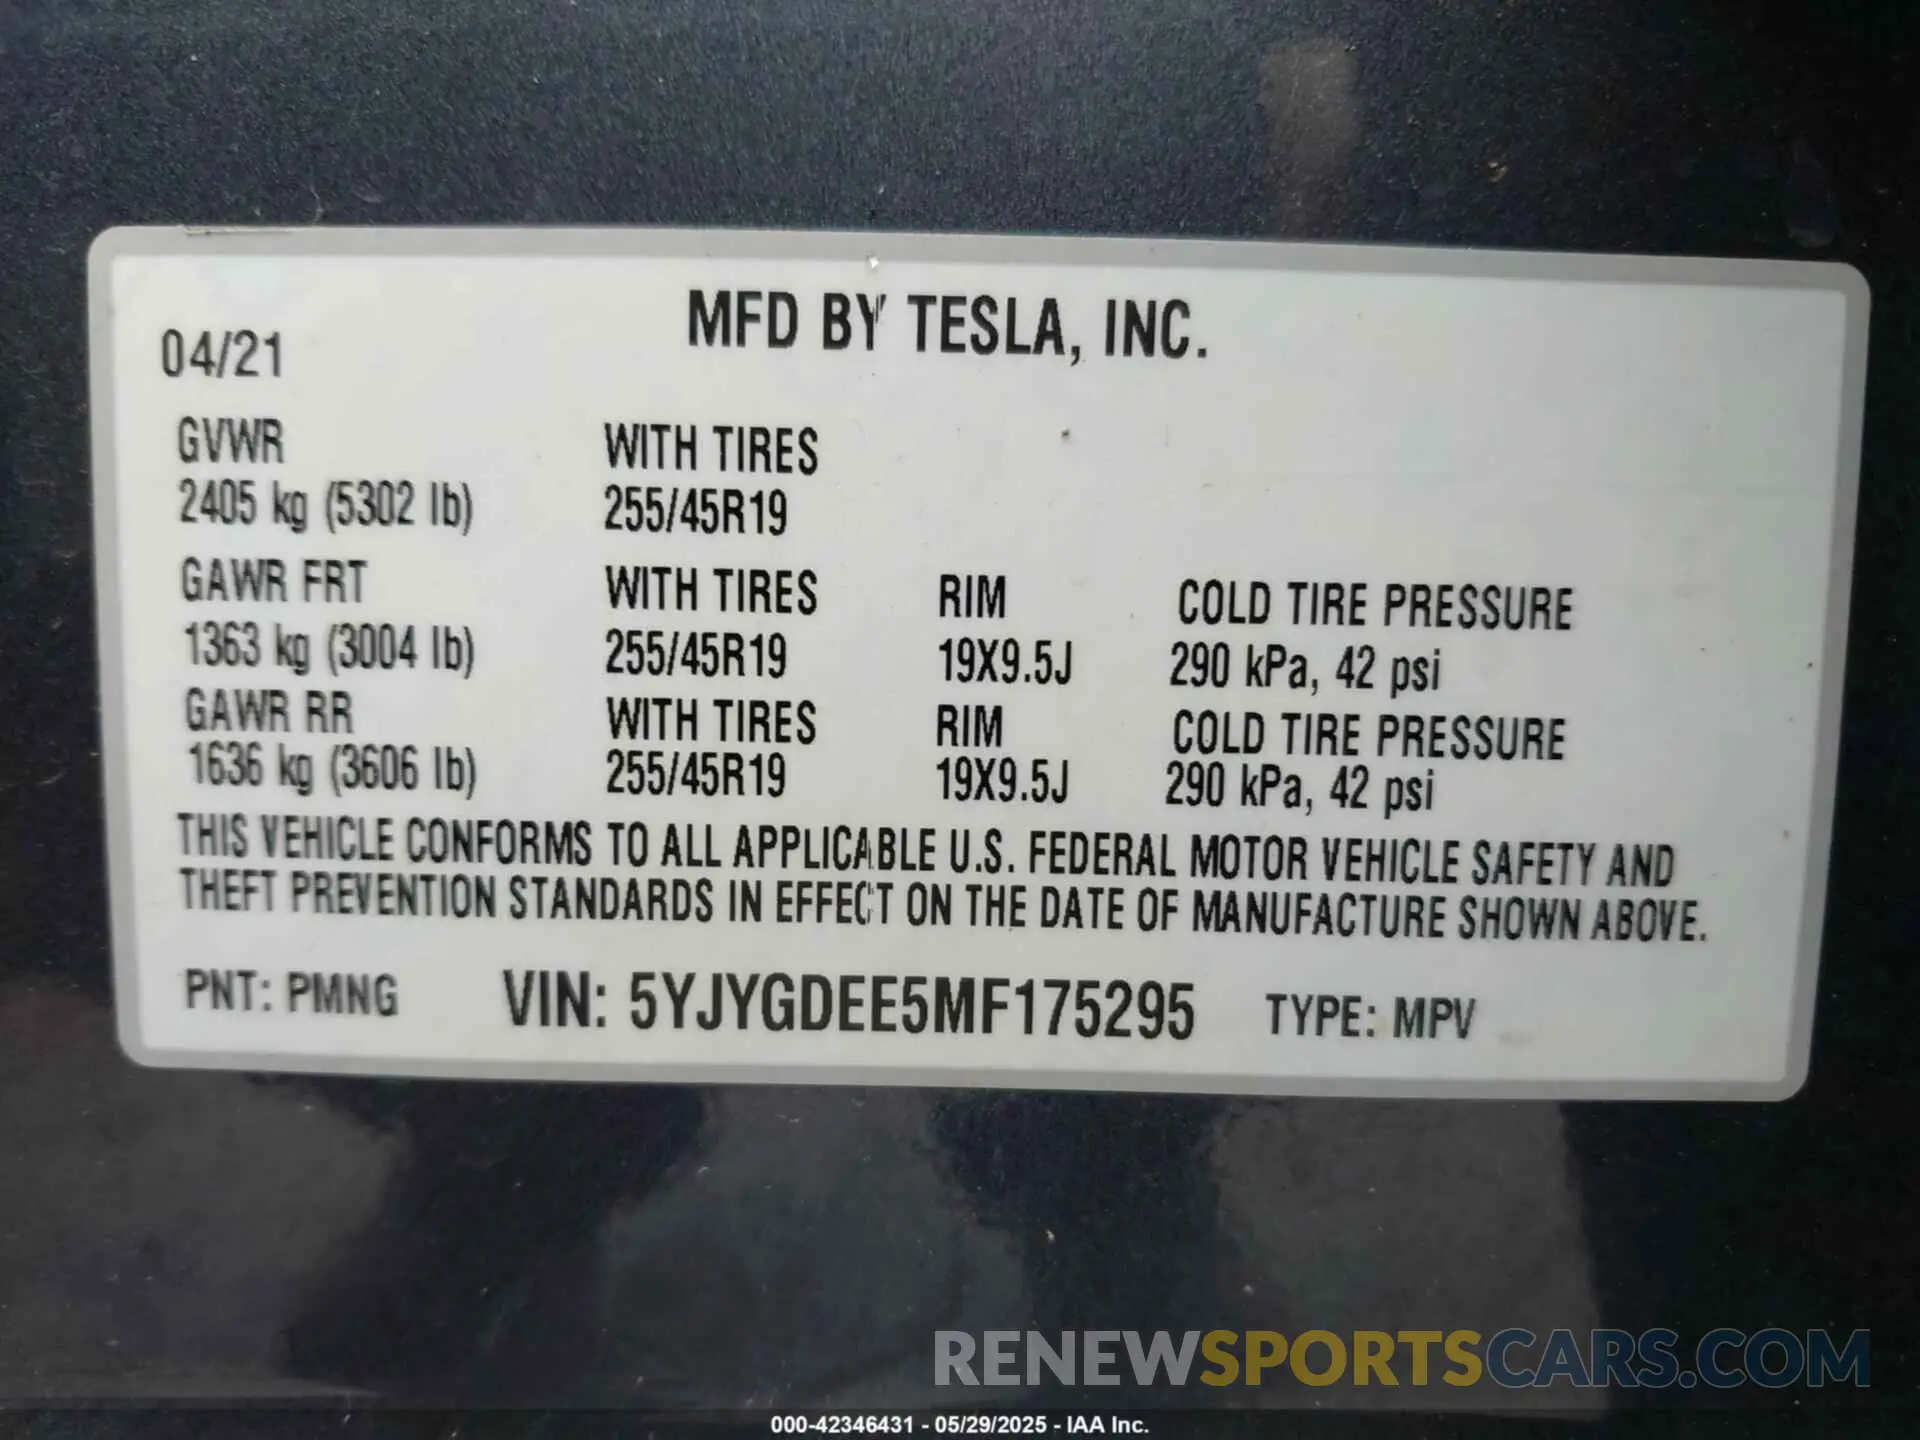 MFD BY TESLA, INC.
04/21
GVWR WITH TIRES
2405 kg (5302 lb) 255/45R19
GAWR FRT WITH TIRES RIM COLD TIRE PRESSURE
1363 kg (3004 lb) 255/45R19 19X9.5J 290 kPa, 42 psi
GAWR RR WITH TIRES RIM COLD TIRE PRESSURE
1636 kg (3606 lb) 255/45R19 19X9.5J 290 kPa, 42 psi
THIS VEHICLE CONFORMS TO ALL APPLICABLE U.S. FEDERAL MOTOR VEHICLE SAFETY AND
THEFT PREVENTION STANDARDS IN EFFECT ON THE DATE OF MANUFACTURE SHOWN ABOVE.
PNT: PMNG VIN: 5YJYGDEE5MF175295 TYPE: MPV
RENEWSPORTSCARS.COM
000-42346431 - 05/29/2025 - IAA Inc.